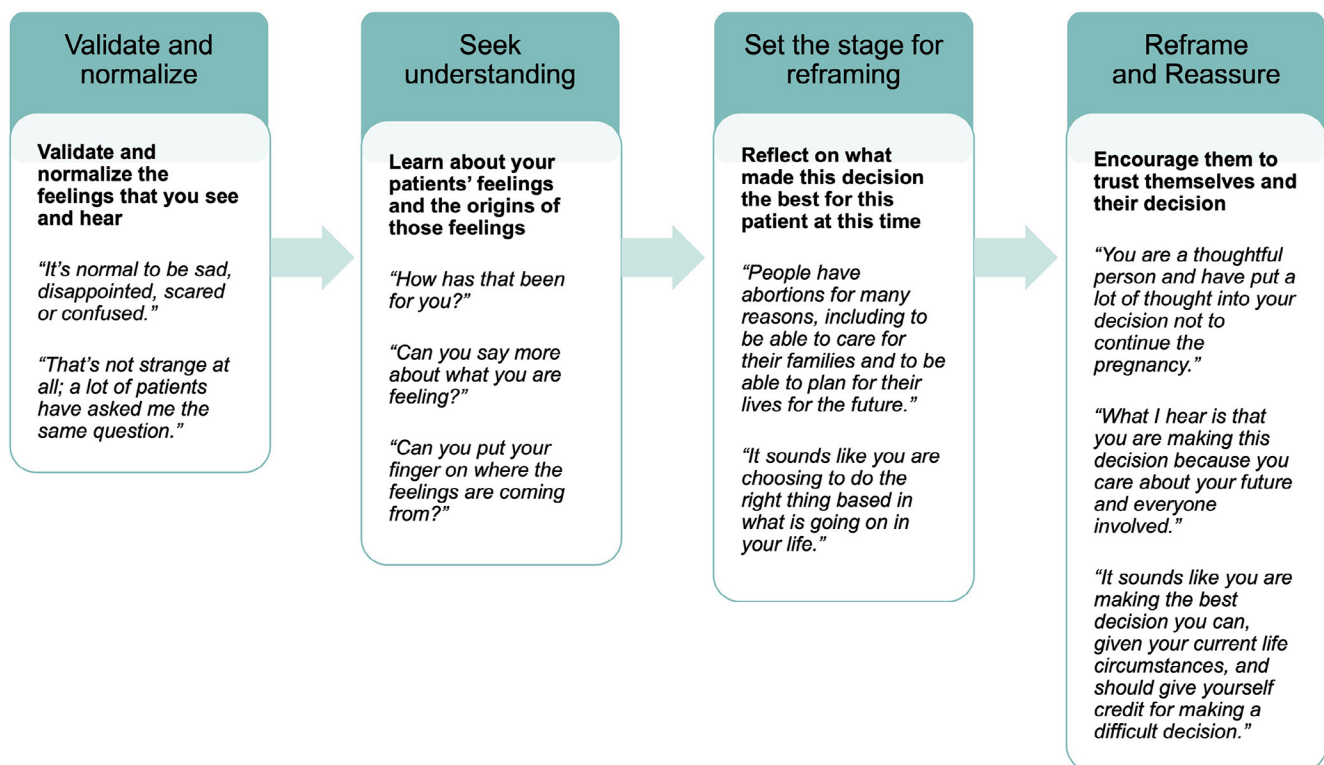 Validate and
normalize
Validate and
normalize the
feelings that you see
and hear
“It’s normal to be sad,
disappointed, scared
or confused.”
“That’s not strange at
all; a lot of patients
have asked me the
same question.”
Seek
understanding
Learn about your
patients’ feelings
and the origins of
those feelings
“How has that been
for you?”
“Can you say more
about what you are
feeling?”
“Can you put your
finger on where the
feelings are coming
from?”
Set the stage for
reframing
Reflect on what
made this decision
the best for this
patient at this time
“People have
abortions for many
reasons, including to
be able to care for
their families and to be
able to plan for their
lives for the future.”
“It sounds like you are
choosing to do the
right thing based in
what is going on in
your life.”
Reframe
and Reassure
Encourage them to
trust themselves and
their decision
“You are a thoughtful
person and have put a
lot of thought into your
decision not to
continue the
pregnancy.”
“What I hear is that
you are making this
decision because you
care about your future
and everyone
involved.”
“It sounds like you are
making the best
decision you can,
given your current life
circumstances, and
should give yourself
credit for making a
difficult decision.”